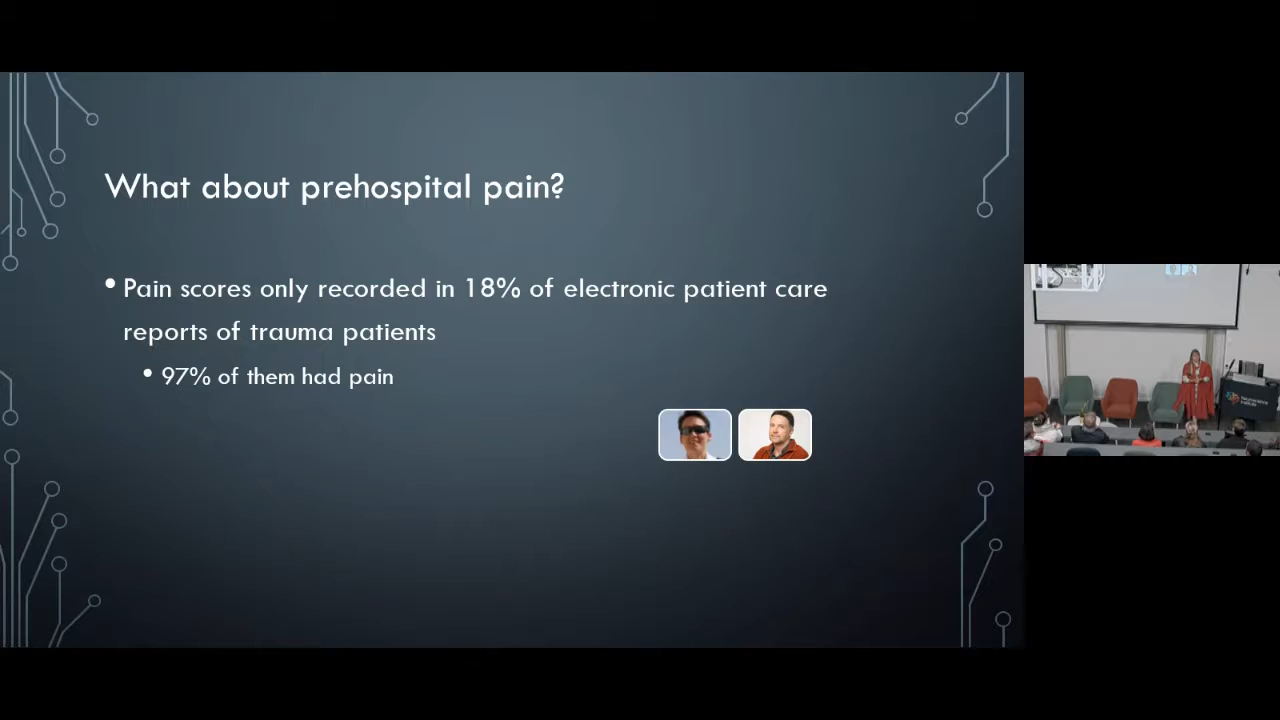 What about prehospital pain?
• Pain scores only recorded in 18% of electronic patient care
reports of trauma patients
• 97% of them had pain